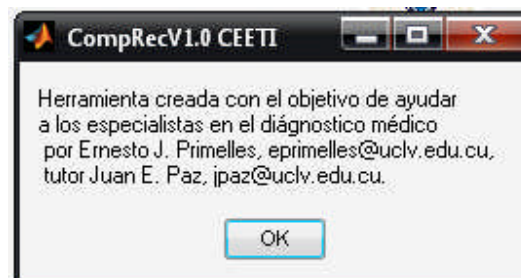 CompRecV1.0 CEETI
Herramienta creada con el objetivo de ayudar
a los especialistas en el diágnostico médico
por Ernesto J. Primelles, eprimelles@uclv.edu.cu,
tutor Juan E. Paz, jpaz@uclv.edu.cu.
OK